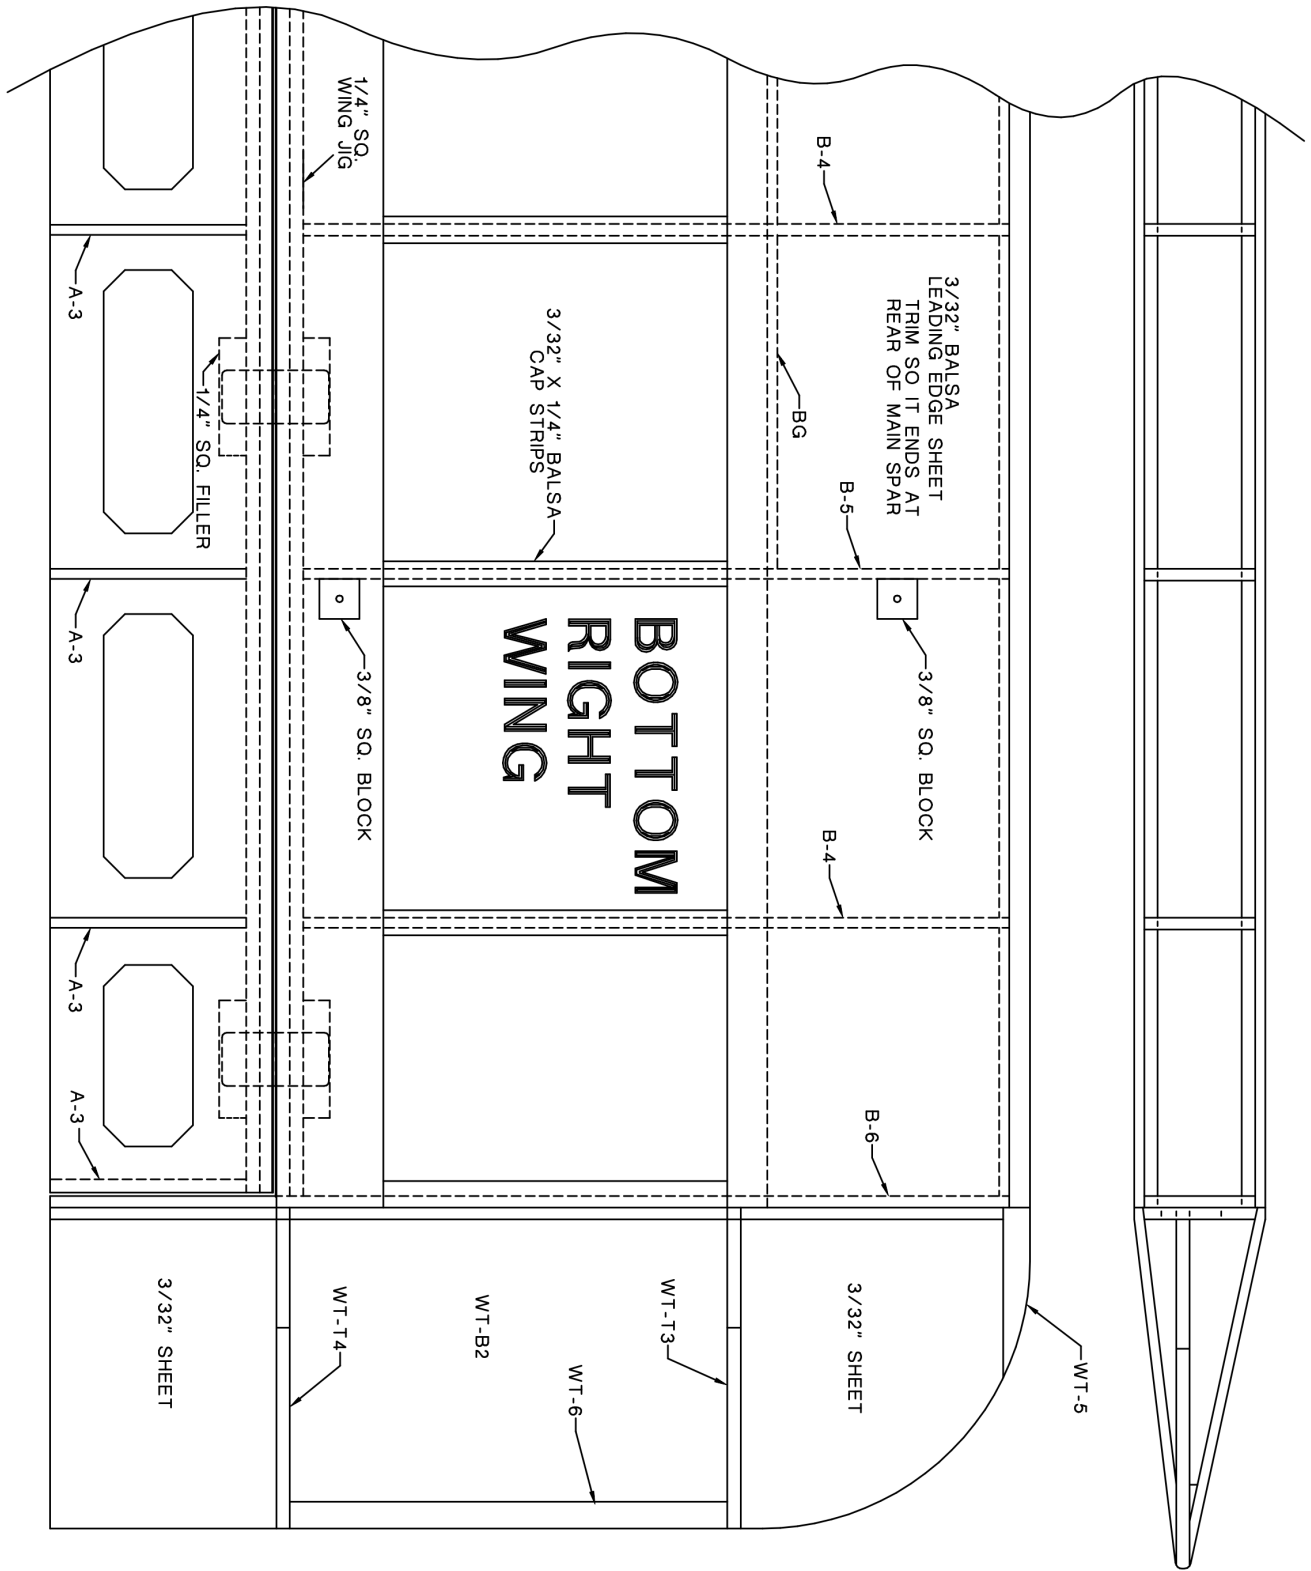 B-4
1/4" SQ.
WING JIG
3/32" BALSA
LEADING EDGE SHEET
TRIM SO IT ENDS AT
REAR OF MAIN SPAR
A-3
3/32" X 1/4" BALSA
CAP STRIPS
BG
1/4" SQ. FILLER
B-5
A-3
BOTTOM
RIGHT
WING
3/8" SQ. BLOCK
3/8" SQ. BLOCK
B-4
A-3
A-3
B-6
WT-5
3/32" SHEET
WT-T3
WT-B2
WT-6
WT-T4
3/32" SHEET